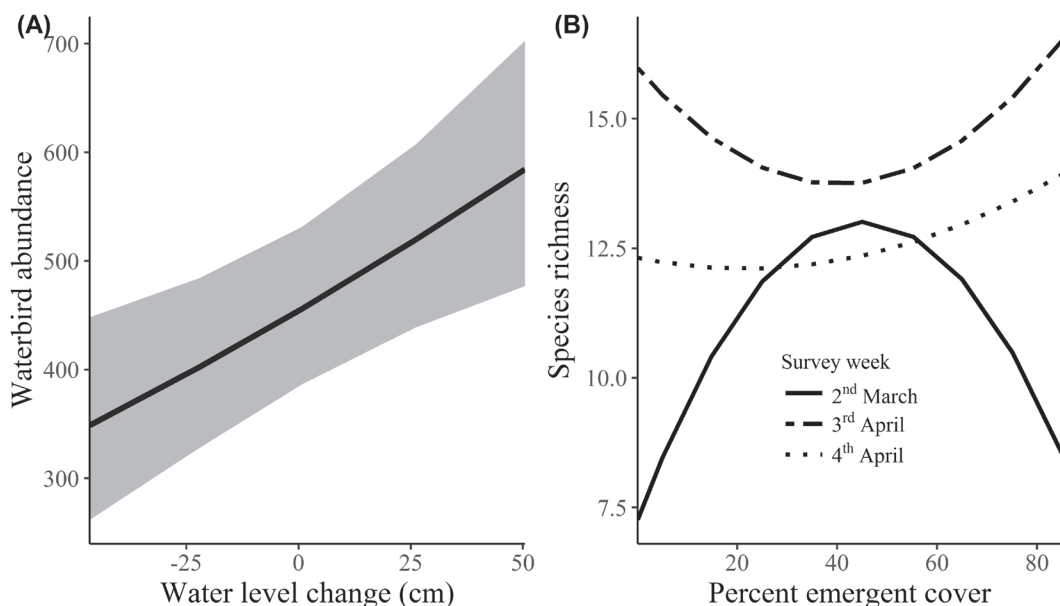 (A)
700
600
500
400
300
Waterbird abundance
-25
0
25
50
Water level change (cm)
(B)
15.0
12.5
10.0
7.5
Species richness
Survey week
2nd March
3rd April
4th April
20
40
60
80
Percent emergent cover